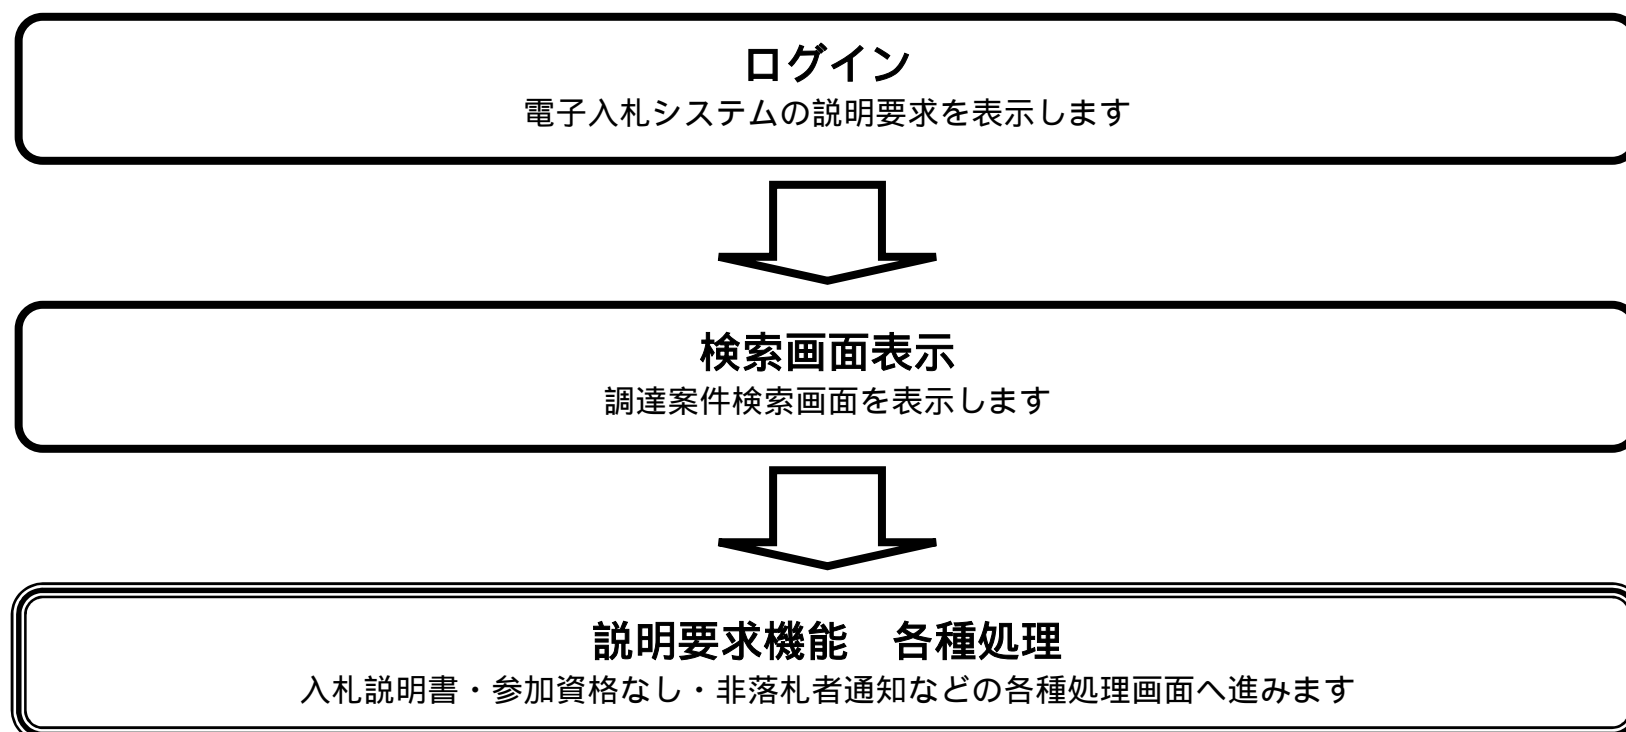 ログイン
電子入札システムの説明要求を表示します
検索画面表示
調達案件検索画面を表示します
説明要求機能　各種処理
入札説明書・参加資格なし・非落札者通知などの各種処理画面へ進みます